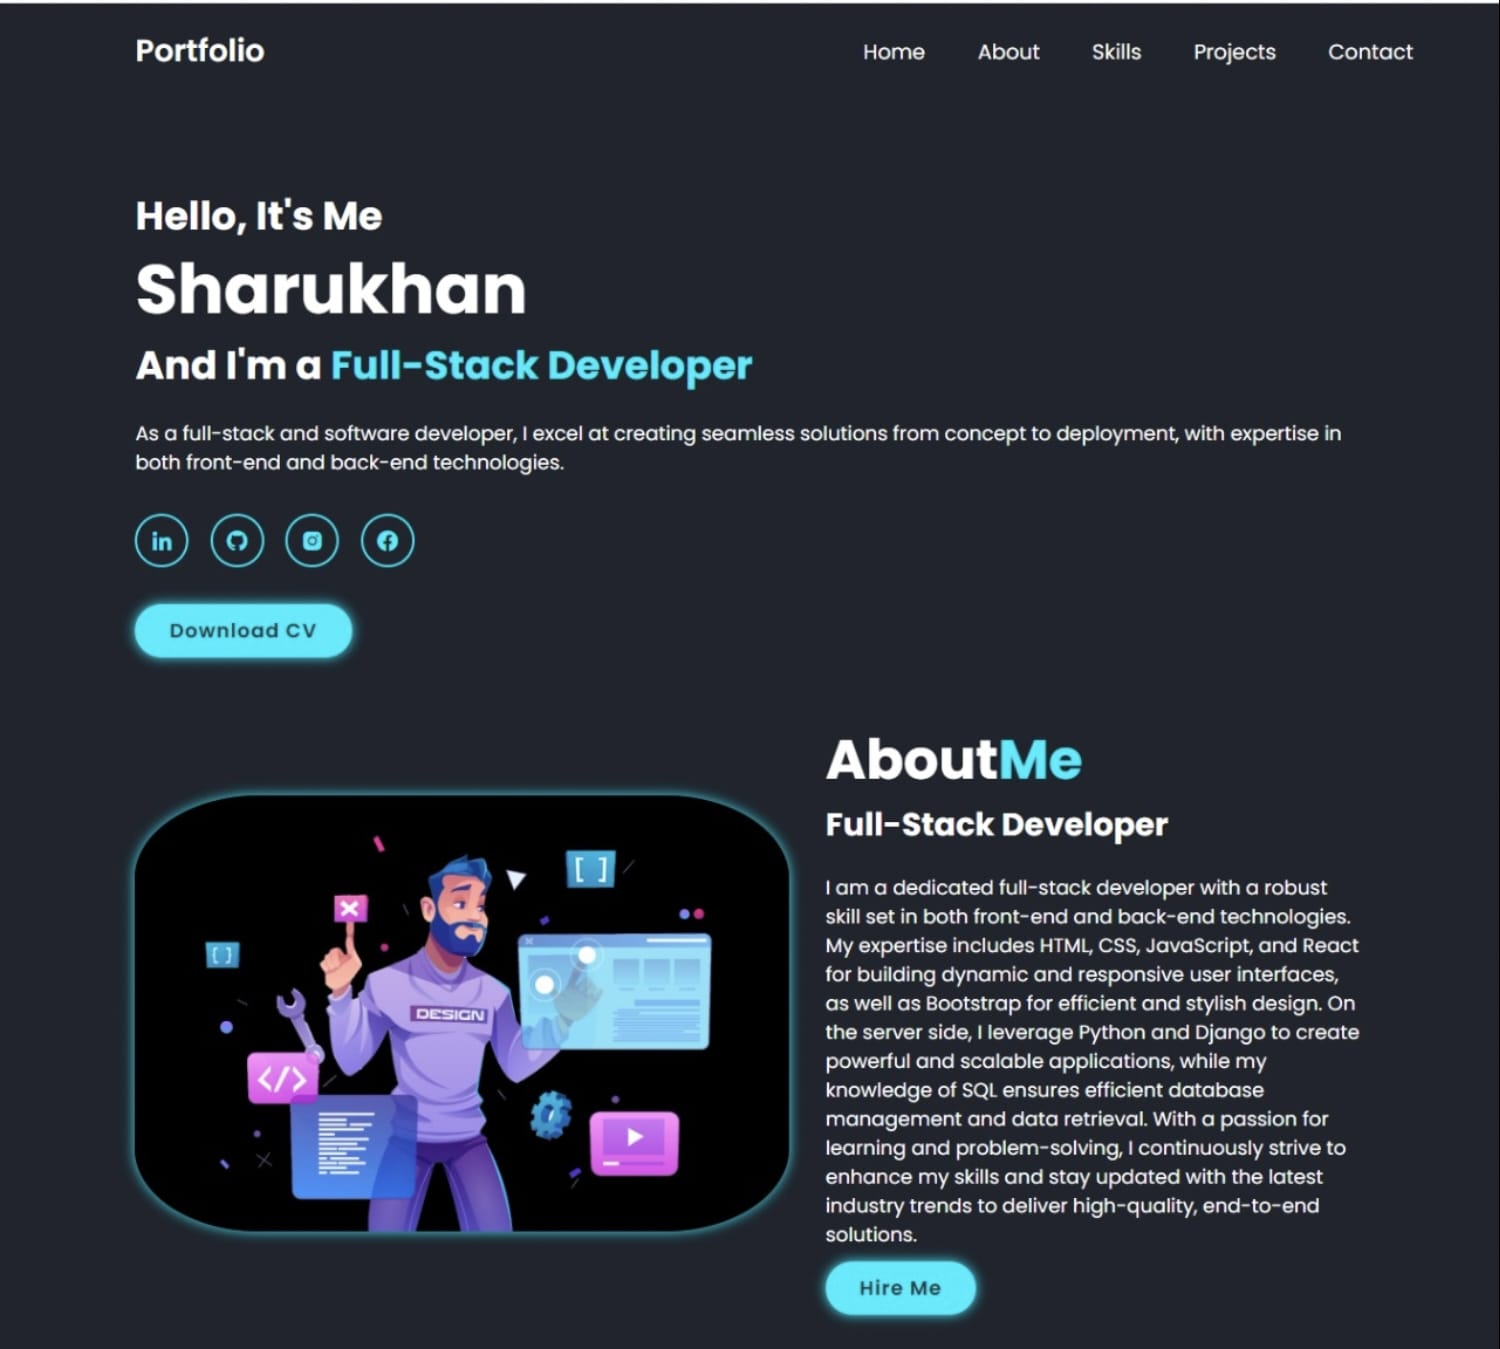 Portfolio
Home About Skills Projects Contact
Hello, It's Me
Sharukhan
And I'm a Full-Stack Developer
As a full-stack and software developer, I excel at creating seamless solutions from concept to deployment, with expertise in
both front-end and back-end technologies.
in
Download CV
AboutMe
Full-Stack Developer
I am a dedicated full-stack developer with a robust
skill set in both front-end and back-end technologies.
My expertise includes HTML, CSS, JavaScript, and React
for building dynamic and responsive user interfaces,
as well as Bootstrap for efficient and stylish design. On
the server side, I leverage Python and Django to create
powerful and scalable applications, while my
knowledge of SQL ensures efficient database
management and data retrieval. With a passion for
learning and problem-solving, I continuously strive to
enhance my skills and stay updated with the latest
industry trends to deliver high-quality, end-to-end
solutions.
Hire Me
[ ]
{ }
DESIGN
</>